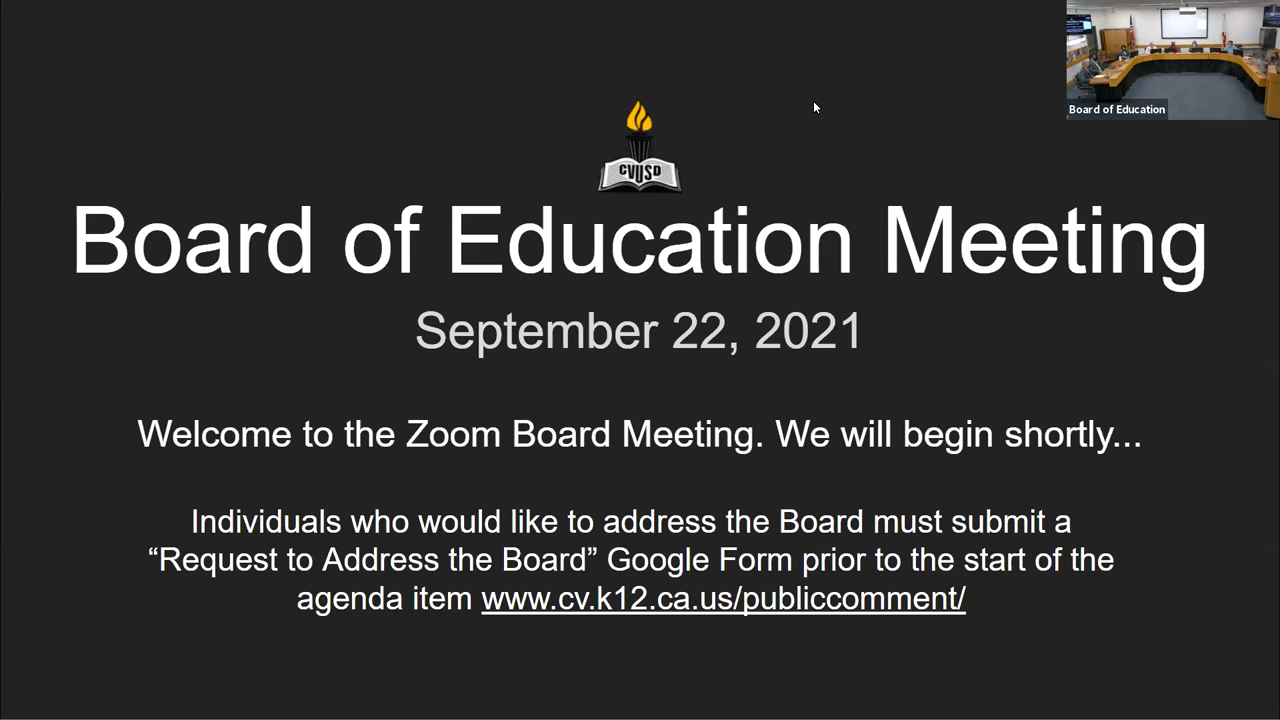 Board of Education
CVUSD
Board of Education Meeting
September 22, 2021
Welcome to the Zoom Board Meeting. We will begin shortly...
Individuals who would like to address the Board must submit a
“Request to Address the Board” Google Form prior to the start of the
agenda item www.cv.k12.ca.us/publiccomment/